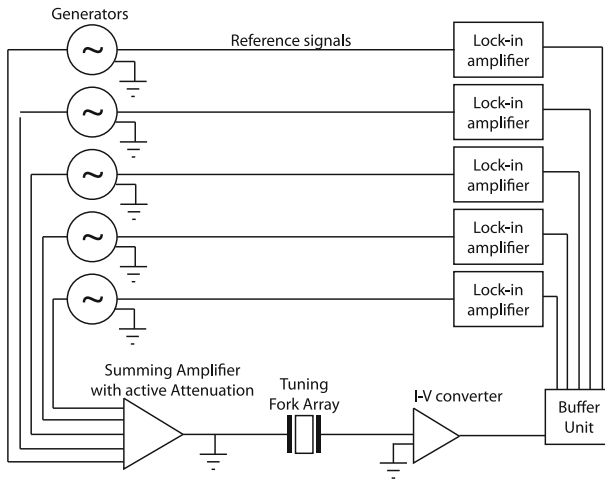 Generators
Reference signals
Lock-in
amplifier
~
Lock-in
amplifier
~
Lock-in
amplifier
~
Lock-in
amplifier
~
Lock-in
amplifier
~
Summing Amplifier
with active Attenuation
Tuning
Fork Array
I-V converter
Buffer
Unit